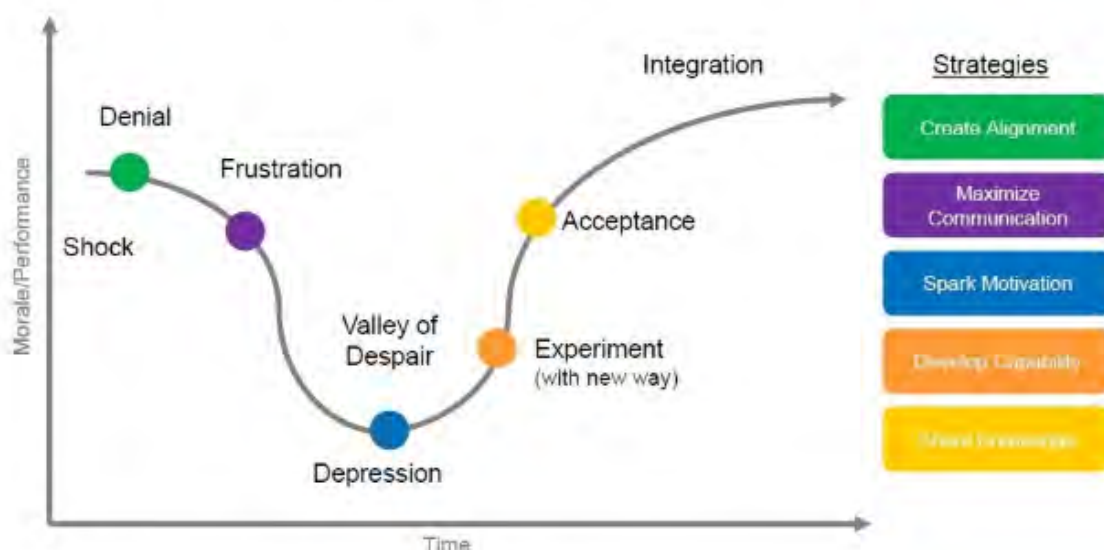 Integration
Strategies
Denial
Create Alignment
Frustration
Maximize
Communication
Acceptance
Shock
Spark Motivation
Valley of
Despair
Experiment
(with new way)
Develop Capability
Depression
Morale/Performance
Time